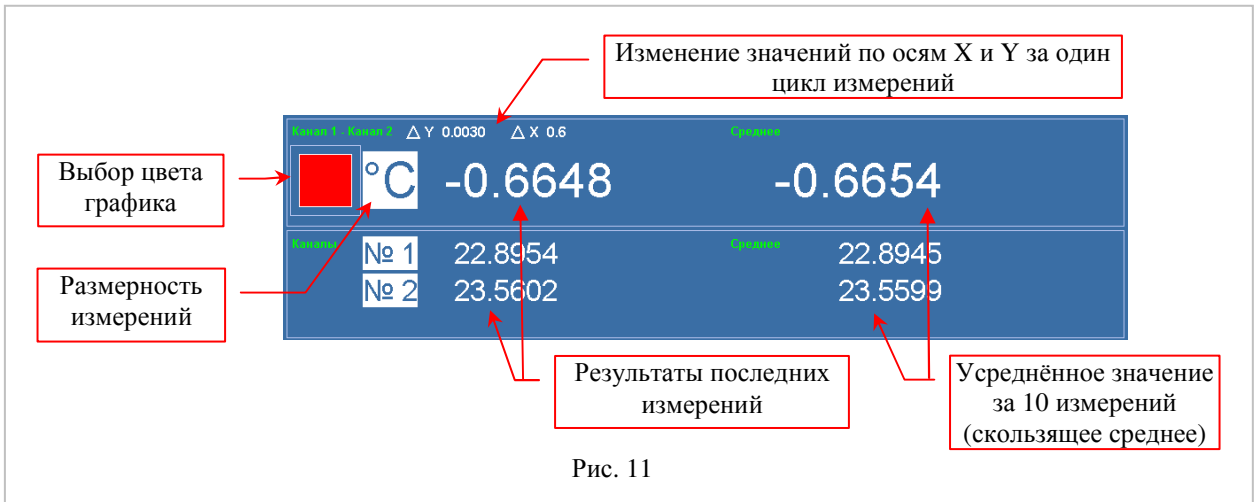 Изменение значений по осям X и Y за один
цикл измерений
Канал 1 - Канал 2 △ Y 0.0030 △ X 0.6 Среднее
Выбор цвета
графика
°C -0.6648 -0.6654
Каналы № 1 22.8954 Среднее 22.8945
№ 2 23.5602 23.5599
Размерность
измерений
Результаты последних
измерений
Усреднённое значение
за 10 измерений
(скользящее среднее)
Рис. 11